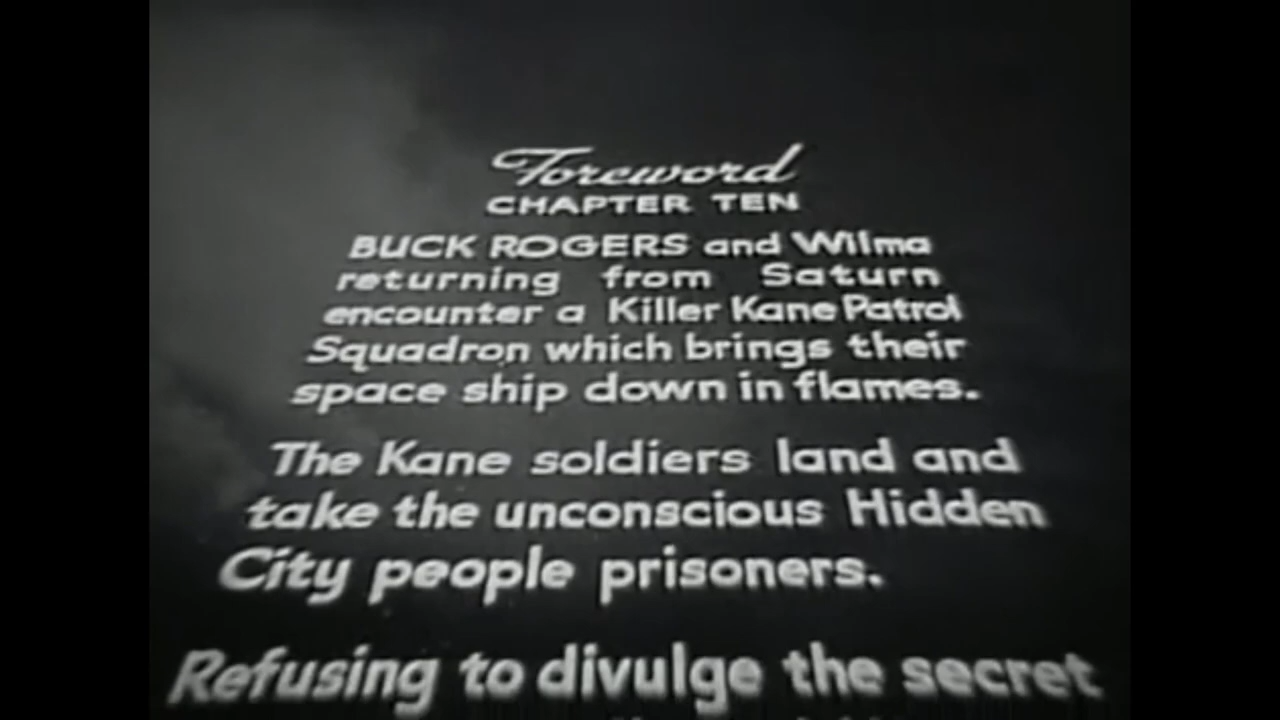 Foreword
CHAPTER TEN
BUCK ROGERS and Wilma
returning from Saturn
encounter a Killer Kane Patrol
Squadron which brings their
space ship down in flames.
The Kane soldiers land and
take the unconscious Hidden
City people prisoners.
Refusing to divulge the secret